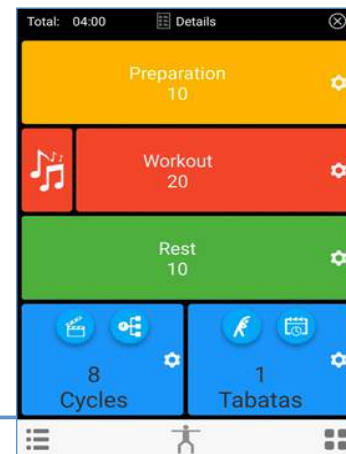 Total: 04:00 Details
Preparation
10
Workout
20
Rest
10
8
Cycles
1
Tabatas